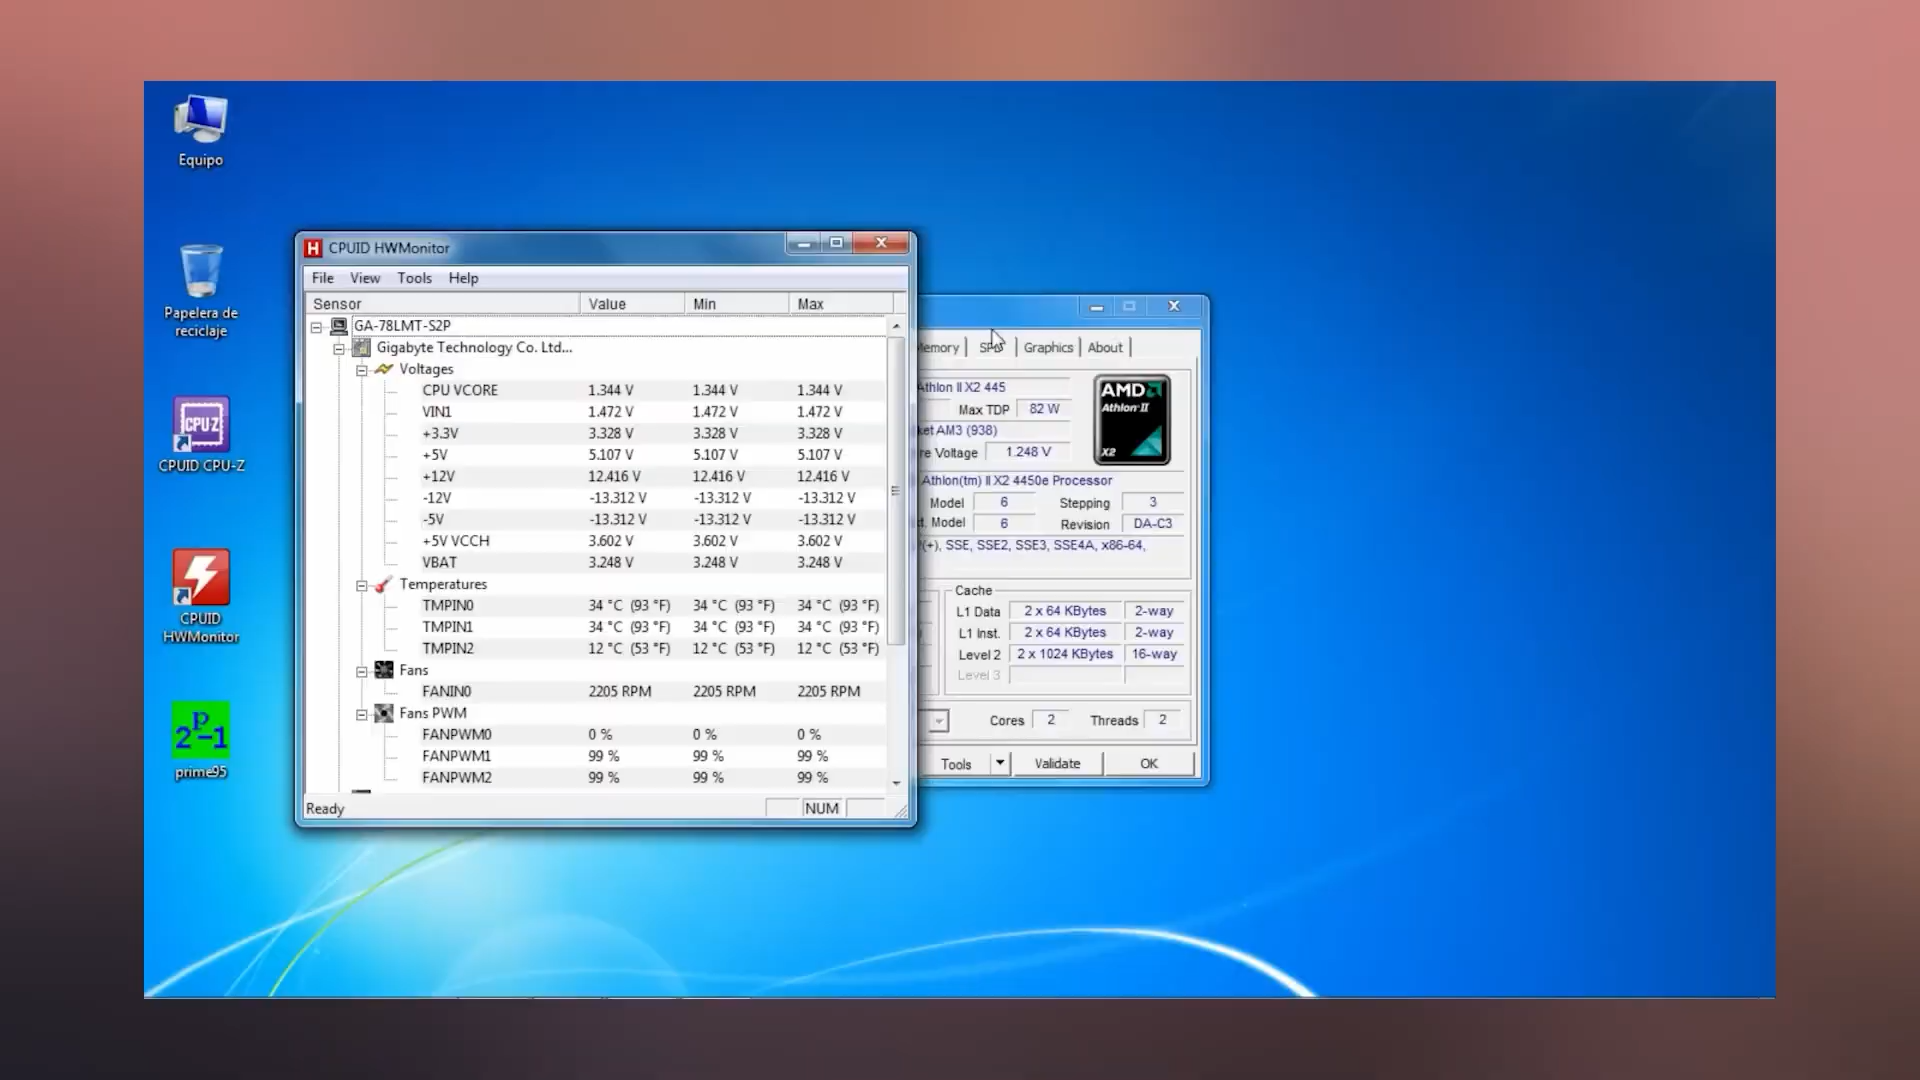 Equipo
Papelera de
reciclaje
CPU-Z
CPUID CPU-Z
CPUID
HWMonitor
2^p-1
prime95
H CPUID HWMonitor
File View Tools Help
Sensor Value Min Max
GA-78LMT-S2P
Gigabyte Technology Co. Ltd...
Voltages
CPU VCORE 1.344 V 1.344 V 1.344 V
VIN1 1.472 V 1.472 V 1.472 V
+3.3V 3.328 V 3.328 V 3.328 V
+5V 5.107 V 5.107 V 5.107 V
+12V 12.416 V 12.416 V 12.416 V
-12V -13.312 V -13.312 V -13.312 V
-5V -13.312 V -13.312 V -13.312 V
+5V VCCH 3.602 V 3.602 V 3.602 V
VBAT 3.248 V 3.248 V 3.248 V
Temperatures
TMPIN0 34 °C (93 °F) 34 °C (93 °F) 34 °C (93 °F)
TMPIN1 34 °C (93 °F) 34 °C (93 °F) 34 °C (93 °F)
TMPIN2 12 °C (53 °F) 12 °C (53 °F) 12 °C (53 °F)
Fans
FANIN0 2205 RPM 2205 RPM 2205 RPM
Fans PWM
FANPWM0 0 % 0 % 0 %
FANPWM1 99 % 99 % 99 %
FANPWM2 99 % 99 % 99 %
Ready NUM
emory SPD Graphics About
Athlon II X2 445
Max TDP 82 W
ket AM3 (938)
re Voltage 1.248 V
AMD
Athlon II
X2
Athlon(tm) II X2 4450e Processor
Model 6 Stepping 3
t. Model 6 Revision DA-C3
(+), SSE, SSE2, SSE3, SSE4A, x86-64,
Cache
L1 Data 2 x 64 KBytes 2-way
L1 Inst. 2 x 64 KBytes 2-way
Level 2 2 x 1024 KBytes 16-way
Level 3
Cores 2 Threads 2
Tools Validate OK